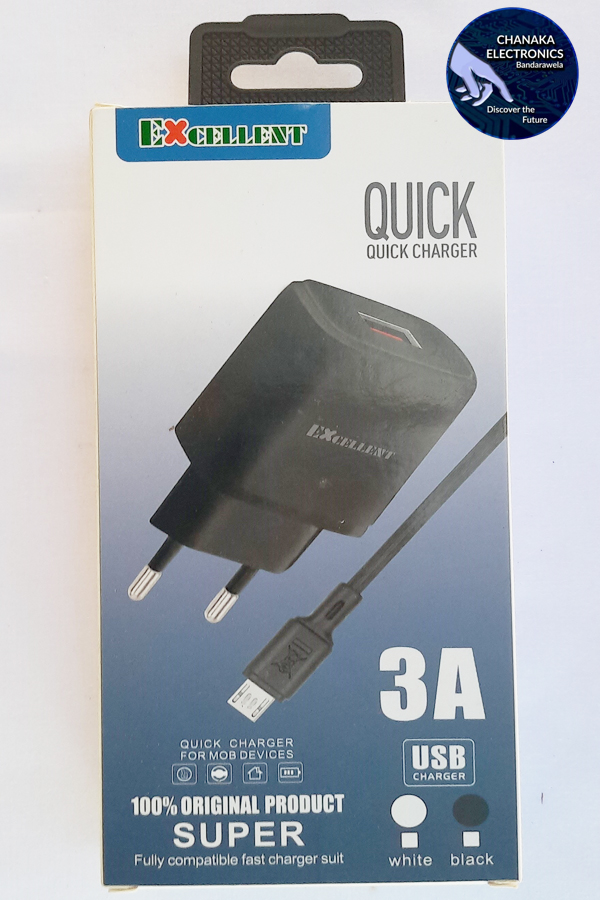 CHANAKA
ELECTRONICS
Bandarawela
Discover the
Future
EXCELLENT
QUICK
QUICK CHARGER
EXCELLENT
3A
QUICK CHARGER
FOR MOB DEVICES
USB
CHARGER
100% ORIGINAL PRODUCT
SUPER
Fully compatible fast charger suit
white black